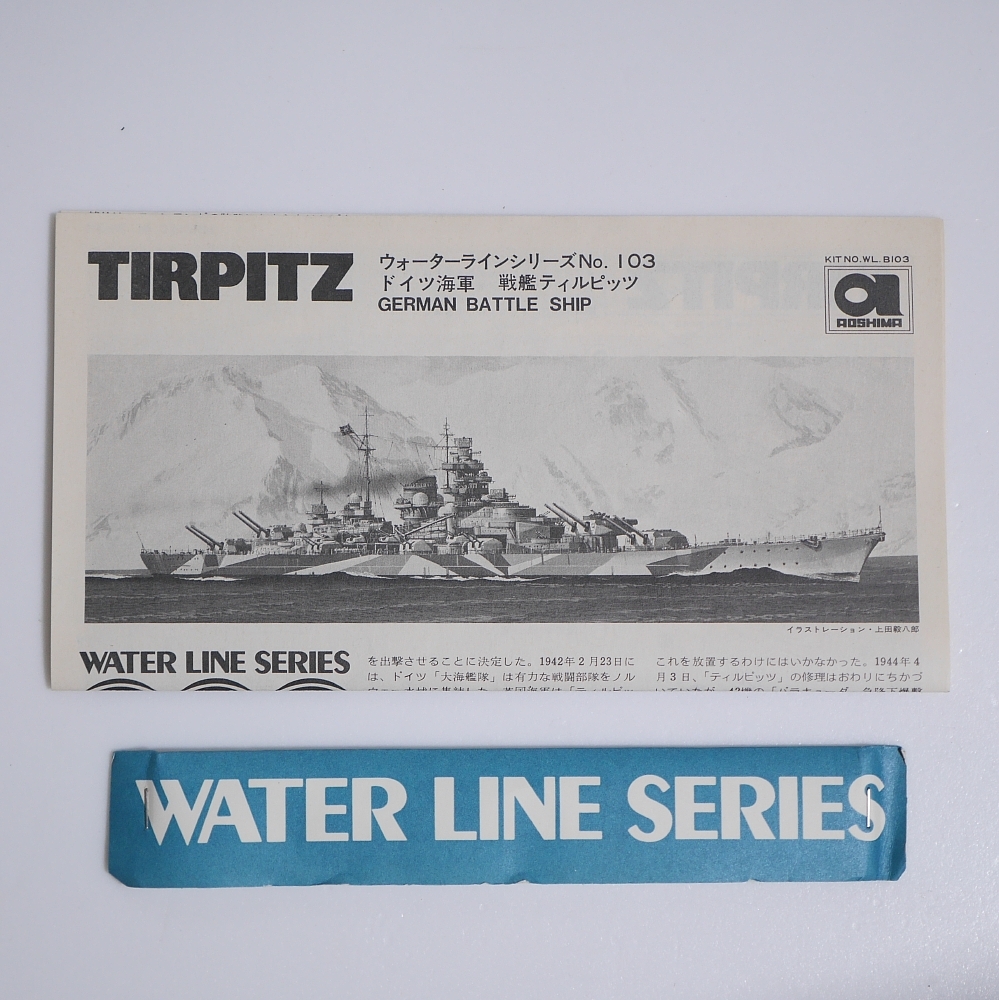 TIRPITZ
ウォーターラインシリーズNo. 103
ドイツ海軍 戦艦ティルピッツ
GERMAN BATTLE SHIP
KIT NO. WL. B103
AOSHIMA
イラストレーション・上田毅八郎
WATER LINE SERIES
を出撃させることに決定した。1942年2月23日に
は、ドイツ「大海艦隊」は有力な戦闘部隊をノル
これを放置するわけにはいかなかった。1944年4
月3日、「ティルピッツ」の修理はおわりにちかづ
WATER LINE SERIES